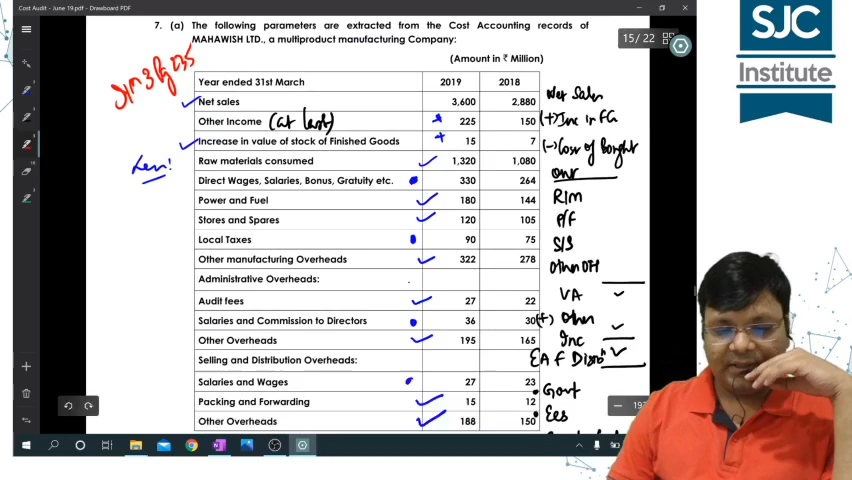 Cost Audit - June 19.pdf - Drawboard PDF
7. (a) The following parameters are extracted from the Cost Accounting records of
MAHAWISH LTD., a multiproduct manufacturing Company:
15/22
SJC
Institute
(Amount in ₹ Million)
Year ended 31st March 2019 2018
Net sales 3,600 2,880
Other Income (at last) + 225 150
Increase in value of stock of Finished Goods + 15 7
Less:
Raw materials consumed 1,320 1,080
Direct Wages, Salaries, Bonus, Gratuity etc. 330 264
Power and Fuel 180 144
Stores and Spares 120 105
Local Taxes 90 75
Other manufacturing Overheads 322 278
Administrative Overheads:
Audit fees 27 22
Salaries and Commission to Directors 36 30
Other Overheads 195 165
Selling and Distribution Overheads:
Salaries and Wages 27 23
Packing and Forwarding 15 12
Other Overheads 188 150
Net Sales
(+) Inc in FG
(-) Cost of Bought
out
R/M
P/F
S/S
Other OH
VA
(+) Other
Inc
E A F Distn
Govt
Ees